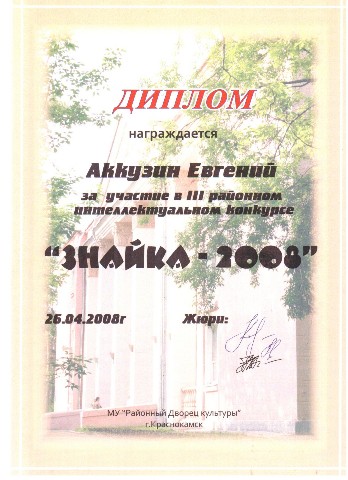 ДИПЛОМ
награждается
Аккузин Евгений
за участие в III районном
интеллектуальном конкурсе
“ЗНАЙКА - 2008”
26.04.2008г Жюри:
МУ "Районный Дворец культуры"
г.Краснокамск